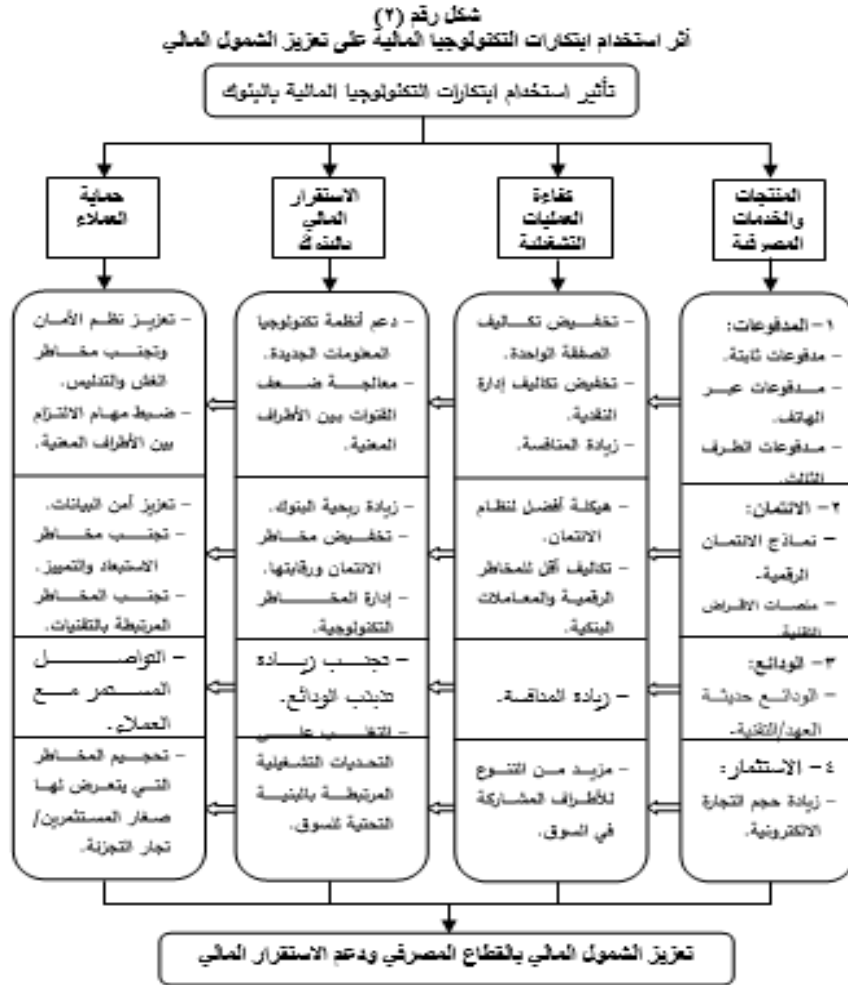 شكل رقم (٢)
أثر استخدام ابتكارات التكنولوجيا المالية على تعزيز الشمول المالي
تأثير استخدام ابتكارات التكنولوجيا المالية بالبنوك
المنتجات
والخدمات
المصرفية
كفاءة
العمليات
التشغيلية
الاستقرار
المالي
بالبنوك
حماية
العملاء
١- المدفوعات:
- مدفوعات ثابتة.
- مدفوعات عبر
الهاتف.
- مدفوعات الطرف
الثالث.
- تخفيض تكاليف
الصفقة الواحدة.
- تخفيض تكاليف إدارة
النقدية.
- زيادة المنافسة.
- دعم أنظمة تكنولوجيا
المعلومات الجديدة.
- معالجة ضعف
القنوات بين الأطراف
المعنية.
- تعزيز نظم الأمان
وتجنب مخاطر
الغش والتدليس.
- ضبط مهام الالتزام
بين الأطراف المعنية.
٢- الائتمان:
- نماذج الائتمان
الرقمية.
- منصات الاقراض
التقنية.
- هيكلة أفضل لنظام
الائتمان.
- تكاليف أقل للمخاطر
الرقمية والمعاملات
البنكية.
- زيادة ربحية البنوك.
- تخفيض مخاطر
الائتمان ورقابتها.
- إدارة المخاطر
التكنولوجية.
- تعزيز أمن البيانات.
- تجنب مخاطر
الاستبعاد والتمييز.
- تجنب المخاطر
المرتبطة بالتقنيات.
٣- الودائع:
- الودائع حديثة
العهد/التقنية.
- زيادة المنافسة.
- تجنب زيادة
تذبذب الودائع.
- التغلب على
- التواصل
المستمر مع
العملاء.
٤- الاستثمار:
- زيادة حجم التجارة
الالكترونية.
- مزيد من التنوع
للأطراف المشاركة
في السوق.
التحديات التشغيلية
المرتبطة بالبنية
التحتية للسوق.
- تحجيم المخاطر
التي يتعرض لها
صغار المستثمرين/
تجار التجزئة.
تعزيز الشمول المالي بالقطاع المصرفي ودعم الاستقرار المالي